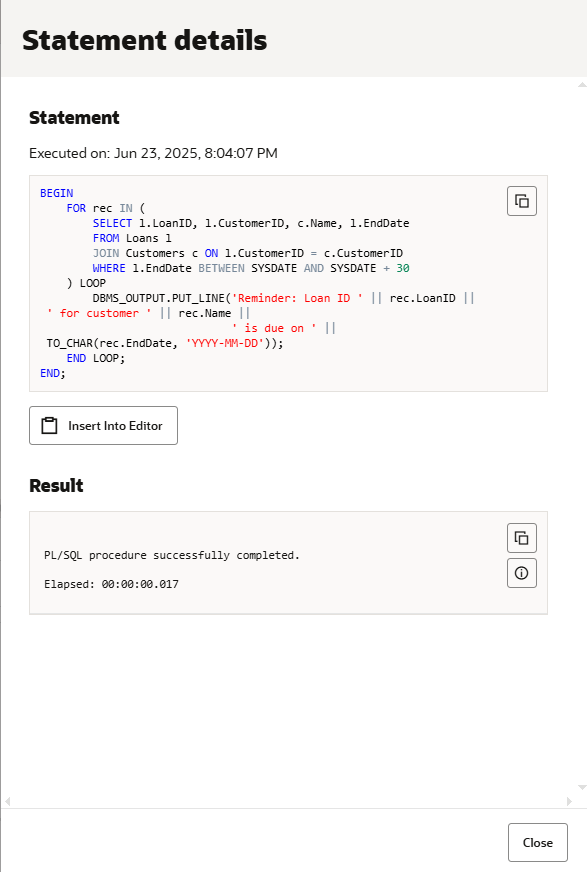 Statement details
Statement
Executed on: Jun 23, 2025, 8:04:07 PM
BEGIN
    FOR rec IN (
        SELECT l.LoanID, l.CustomerID, c.Name, l.EndDate
        FROM Loans l
        JOIN Customers c ON l.CustomerID = c.CustomerID
        WHERE l.EndDate BETWEEN SYSDATE AND SYSDATE + 30
    ) LOOP
        DBMS_OUTPUT.PUT_LINE('Reminder: Loan ID ' || rec.LoanID ||
 ' for customer ' || rec.Name ||
                             ' is due on ' ||
 TO_CHAR(rec.EndDate, 'YYYY-MM-DD'));
    END LOOP;
END;
Insert Into Editor
Result
PL/SQL procedure successfully completed.
Elapsed: 00:00:00.017
Close